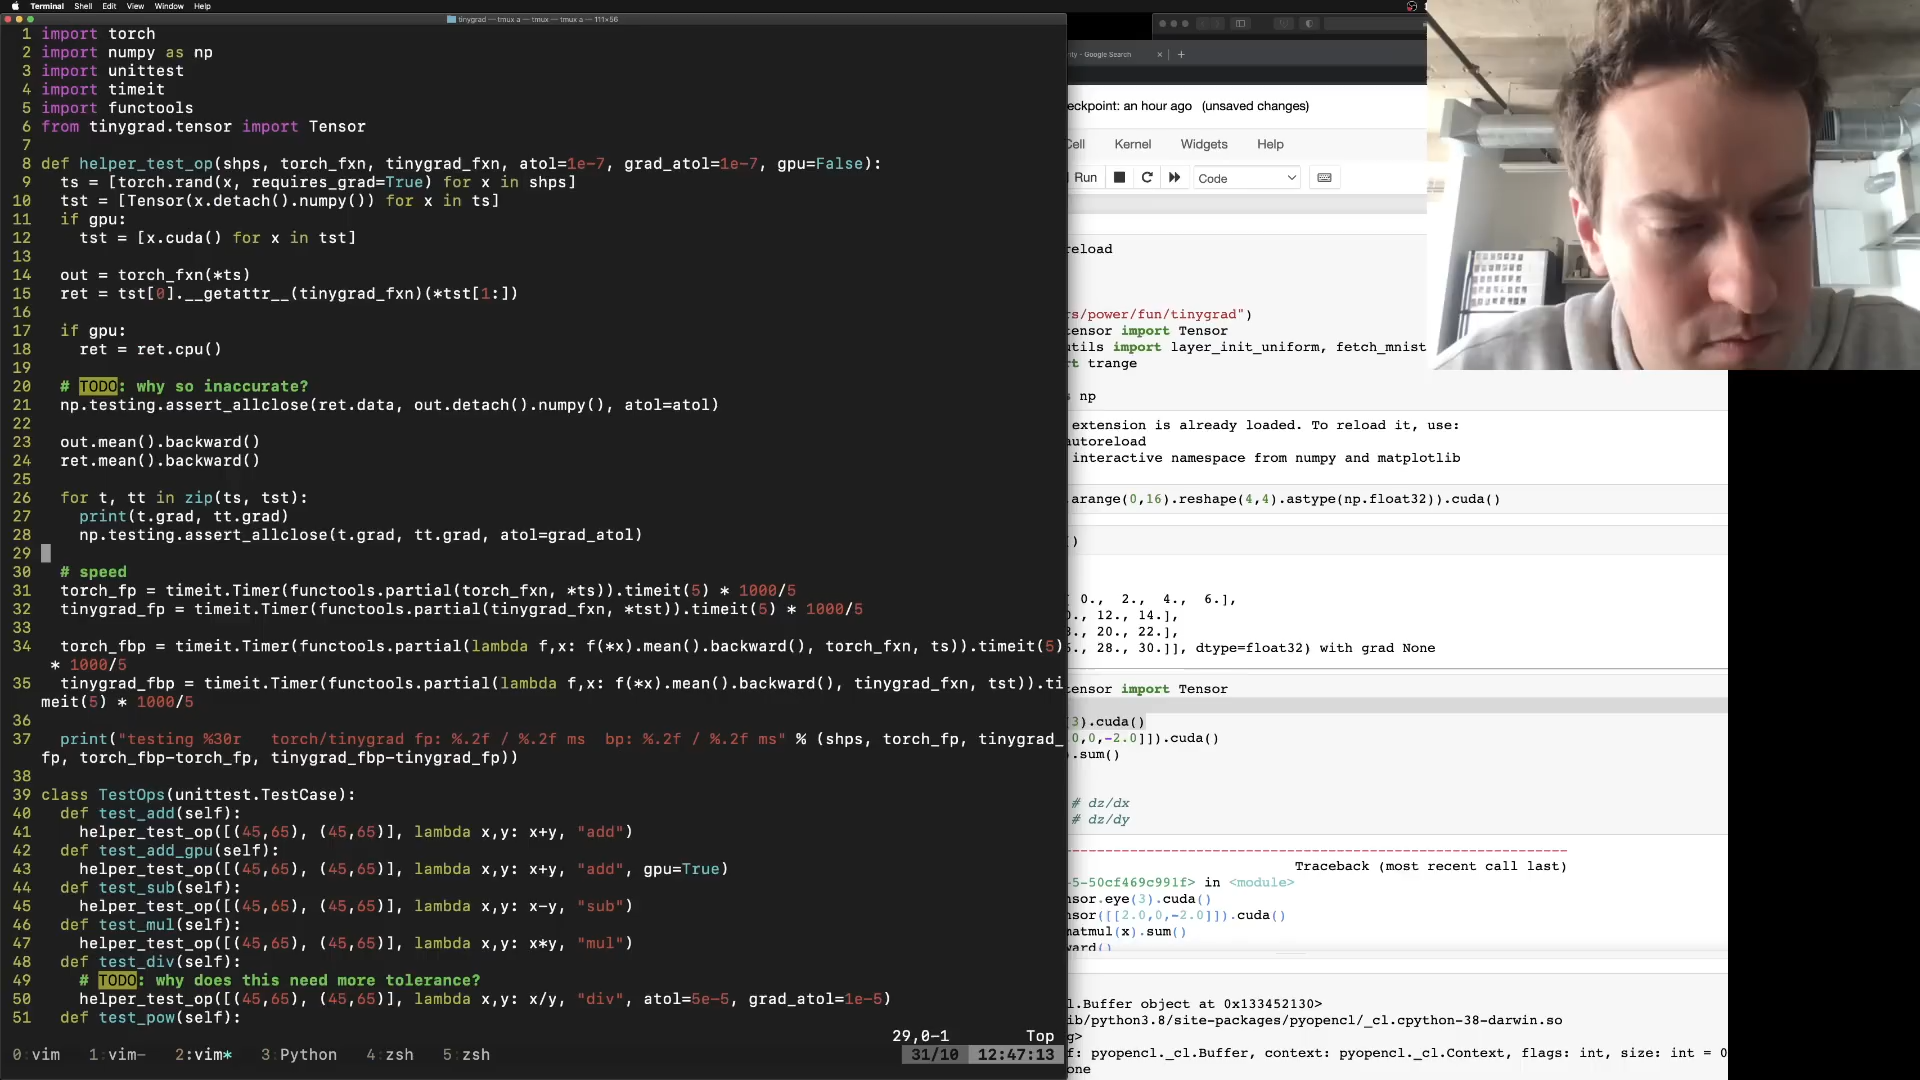 Terminal Shell Edit View Window Help
tinygrad — tmux a — tmux — tmux a — 111×56
1 import torch
2 import numpy as np
3 import unittest
4 import timeit
5 import functools
6 from tinygrad.tensor import Tensor
7
8 def helper_test_op(shps, torch_fxn, tinygrad_fxn, atol=1e-7, grad_atol=1e-7, gpu=False):
9 ts = [torch.rand(x, requires_grad=True) for x in shps]
10 tst = [Tensor(x.detach().numpy()) for x in ts]
11 if gpu:
12 tst = [x.cuda() for x in tst]
13
14 out = torch_fxn(*ts)
15 ret = tst[0].__getattr__(tinygrad_fxn)(*tst[1:])
16
17 if gpu:
18 ret = ret.cpu()
19
20 # TODO: why so inaccurate?
21 np.testing.assert_allclose(ret.data, out.detach().numpy(), atol=atol)
22
23 out.mean().backward()
24 ret.mean().backward()
25
26 for t, tt in zip(ts, tst):
27 print(t.grad, tt.grad)
28 np.testing.assert_allclose(t.grad, tt.grad, atol=grad_atol)
29
30 # speed
31 torch_fp = timeit.Timer(functools.partial(torch_fxn, *ts)).timeit(5) * 1000/5
32 tinygrad_fp = timeit.Timer(functools.partial(tinygrad_fxn, *tst)).timeit(5) * 1000/5
33
34 torch_fbp = timeit.Timer(functools.partial(lambda f,x: f(*x).mean().backward(), torch_fxn, ts)).timeit(5)
* 1000/5
35 tinygrad_fbp = timeit.Timer(functools.partial(lambda f,x: f(*x).mean().backward(), tinygrad_fxn, tst)).ti
meit(5) * 1000/5
36
37 print("testing %30r torch/tinygrad fp: %.2f / %.2f ms bp: %.2f / %.2f ms" % (shps, torch_fp, tinygrad_
fp, torch_fbp-torch_fp, tinygrad_fbp-tinygrad_fp))
38
39 class TestOps(unittest.TestCase):
40 def test_add(self):
41 helper_test_op([(45,65), (45,65)], lambda x,y: x+y, "add")
42 def test_add_gpu(self):
43 helper_test_op([(45,65), (45,65)], lambda x,y: x+y, "add", gpu=True)
44 def test_sub(self):
45 helper_test_op([(45,65), (45,65)], lambda x,y: x-y, "sub")
46 def test_mul(self):
47 helper_test_op([(45,65), (45,65)], lambda x,y: x*y, "mul")
48 def test_div(self):
49 # TODO: why does this need more tolerance?
50 helper_test_op([(45,65), (45,65)], lambda x,y: x/y, "div", atol=5e-5, grad_atol=1e-5)
51 def test_pow(self):
29,0-1 Top
0 vim 1:vim- 2:vim* 3 Python 4 zsh 5 zsh 31/10 12:47:13
ity - Google Search
eckpoint: an hour ago (unsaved changes)
Cell Kernel Widgets Help
Run Code
reload
rs/power/fun/tinygrad")
tensor import Tensor
utils import layer_init_uniform, fetch_mnist
rt trange
s np
extension is already loaded. To reload it, use:
autoreload
interactive namespace from numpy and matplotlib
arange(0,16).reshape(4,4).astype(np.float32)).cuda()
)
0., 2., 4., 6.],
., 12., 14.],
., 20., 22.],
., 28., 30.]], dtype=float32) with grad None
tensor import Tensor
3).cuda()
0,0,-2.0]]).cuda()
.sum()
# dz/dx
# dz/dy
Traceback (most recent call last)
-5-50cf469c991f> in <module>
nsor.eye(3).cuda()
nsor([[2.0,0,-2.0]]).cuda()
matmul(x).sum()
ward()
l.Buffer object at 0x133452130>
ib/python3.8/site-packages/pyopencl/_cl.cpython-38-darwin.so
g>
f: pyopencl._cl.Buffer, context: pyopencl._cl.Context, flags: int, size: int = 0
one